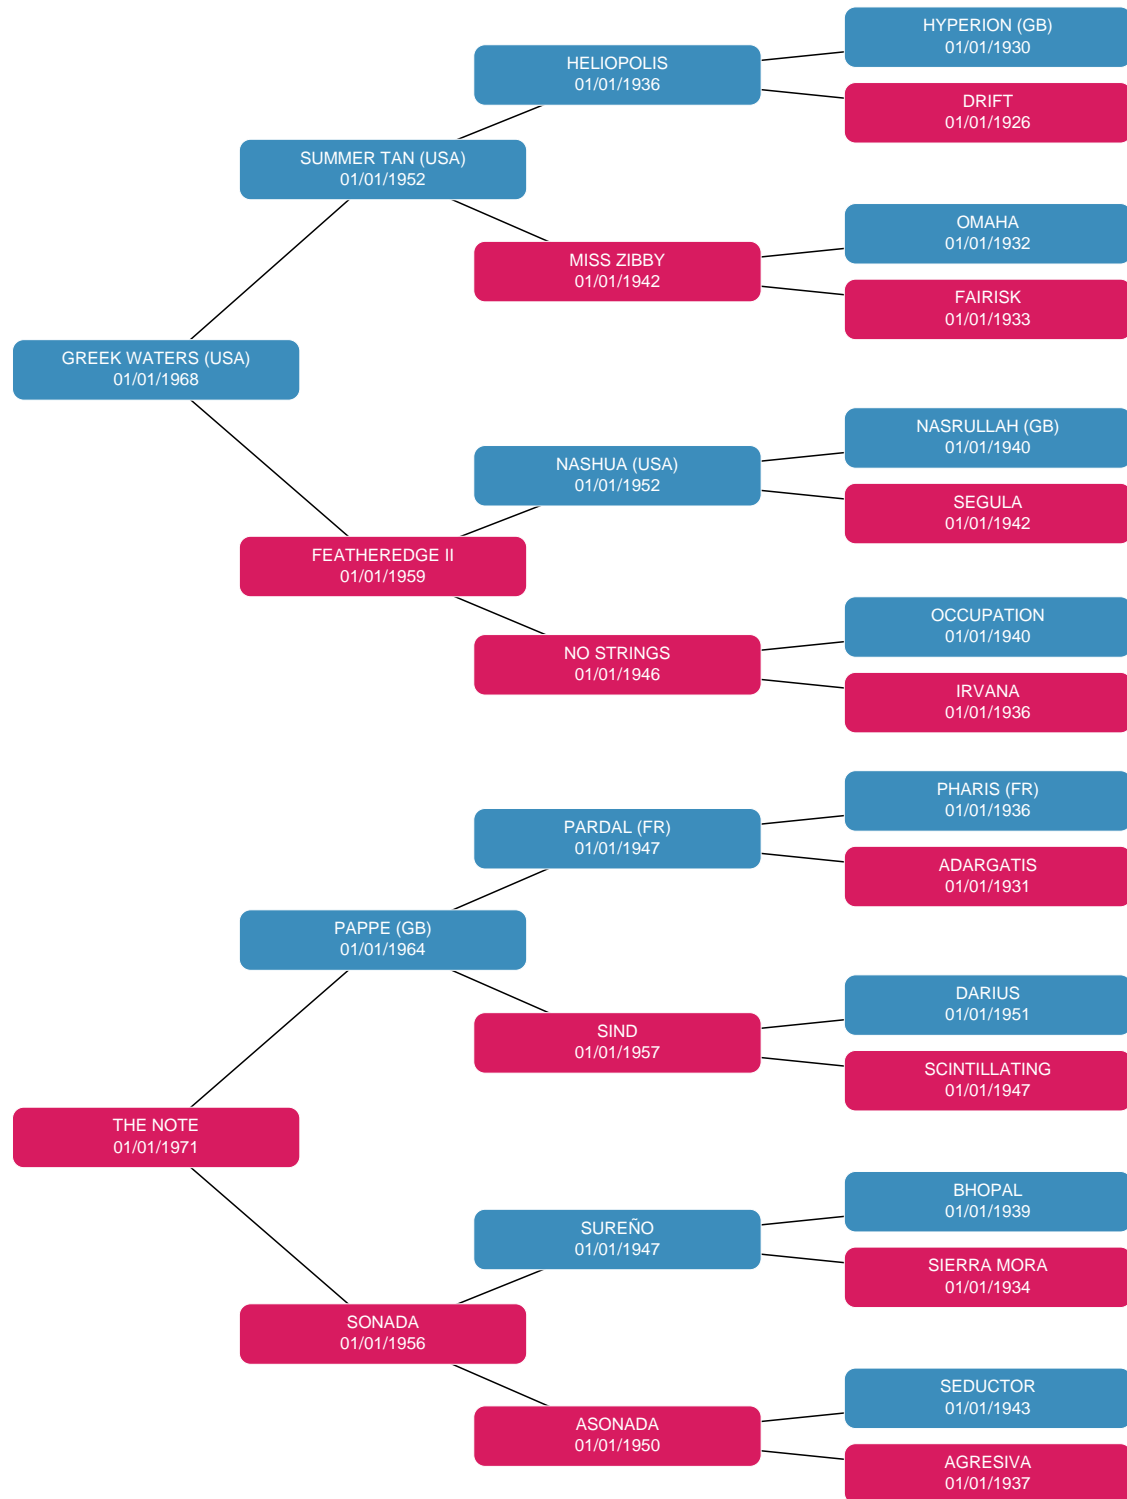 HYPERION (GB)
01/01/1930
HELIOPOLIS
01/01/1936
DRIFT
01/01/1926
SUMMER TAN (USA)
01/01/1952
OMAHA
01/01/1932
MISS ZIBBY
01/01/1942
FAIRISK
01/01/1933
GREEK WATERS (USA)
01/01/1968
NASRULLAH (GB)
01/01/1940
NASHUA (USA)
01/01/1952
SEGULA
01/01/1942
FEATHEREDGE II
01/01/1959
OCCUPATION
01/01/1940
NO STRINGS
01/01/1946
IRVANA
01/01/1936
PHARIS (FR)
01/01/1936
PARDAL (FR)
01/01/1947
ADARGATIS
01/01/1931
PAPPE (GB)
01/01/1964
DARIUS
01/01/1951
SIND
01/01/1957
SCINTILLATING
01/01/1947
THE NOTE
01/01/1971
BHOPAL
01/01/1939
SUREÑO
01/01/1947
SIERRA MORA
01/01/1934
SONADA
01/01/1956
SEDUCTOR
01/01/1943
ASONADA
01/01/1950
AGRESIVA
01/01/1937